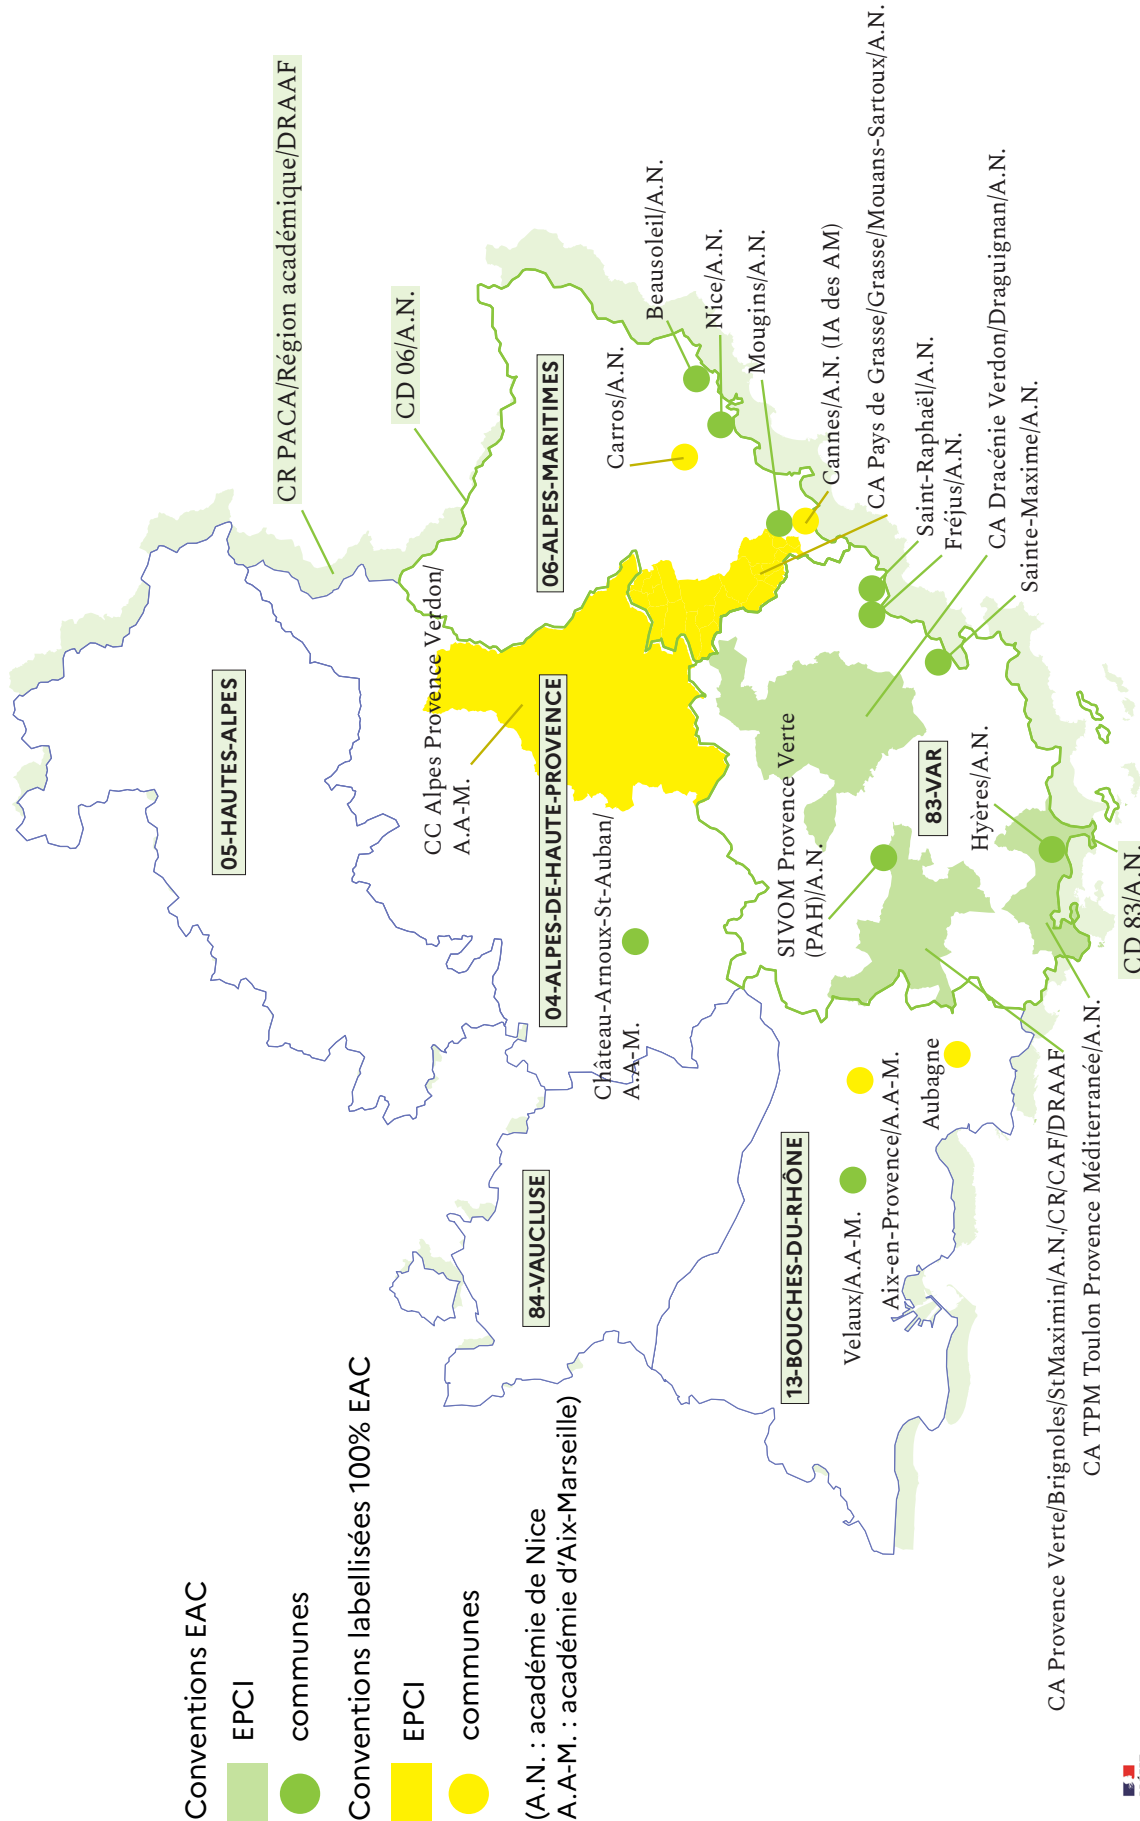 Conventions EAC
EPCI
communes
Conventions labellisées 100% EAC
EPCI
communes
(A.N. : académie de Nice
A.A-M. : académie d'Aix-Marseille)
CR PACA/Région académique/DRAAF
CD 06/A.N.
05-HAUTES-ALPES
CC Alpes Provence Verdon/
A.A-M.
04-ALPES-DE-HAUTE-PROVENCE
Château-Arnoux-St-Auban/
A.A-M.
84-VAUCLUSE
06-ALPES-MARITIMES
Carros/A.N.
Beausoleil/A.N.
Nice/A.N.
Mougins/A.N.
Cannes/A.N. (IA des AM)
CA Pays de Grasse/Grasse/Mouans-Sartoux/A.N.
Saint-Raphaël/A.N.
Fréjus/A.N.
CA Dracénie Verdon/Draguignan/A.N.
Sainte-Maxime/A.N.
SIVOM Provence Verte
(PAH)/A.N.
83-VAR
Hyères/A.N.
CD 83/A.N.
13-BOUCHES-DU-RHÔNE
Velaux/A.A-M.
Aix-en-Provence/A.A-M.
Aubagne
CA Provence Verte/Brignoles/StMaximin/A.N./CR/CAF/DRAAF
CA TPM Toulon Provence Méditerranée/A.N.